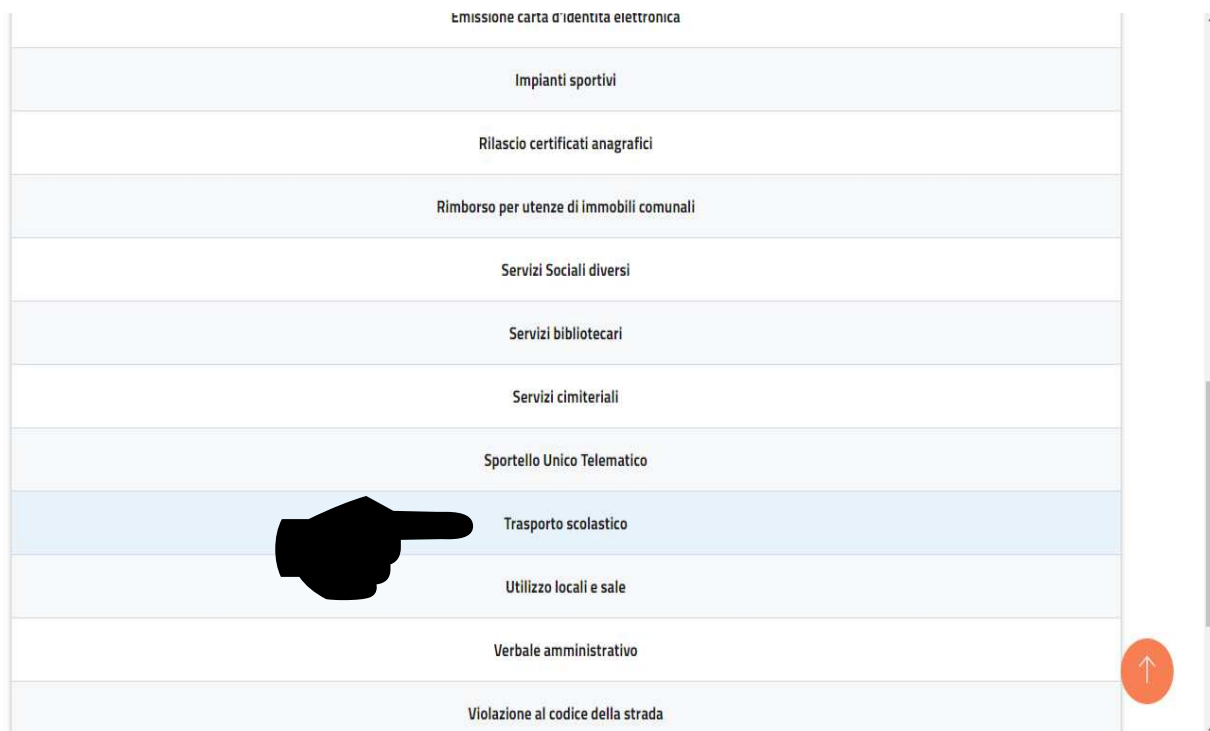 Emissione carta d'identità elettronica
Impianti sportivi
Rilascio certificati anagrafici
Rimborso per utenze di immobili comunali
Servizi Sociali diversi
Servizi bibliotecari
Servizi cimiteriali
Sportello Unico Telematico
Trasporto scolastico
Utilizzo locali e sale
Verbale amministrativo
Violazione al codice della strada